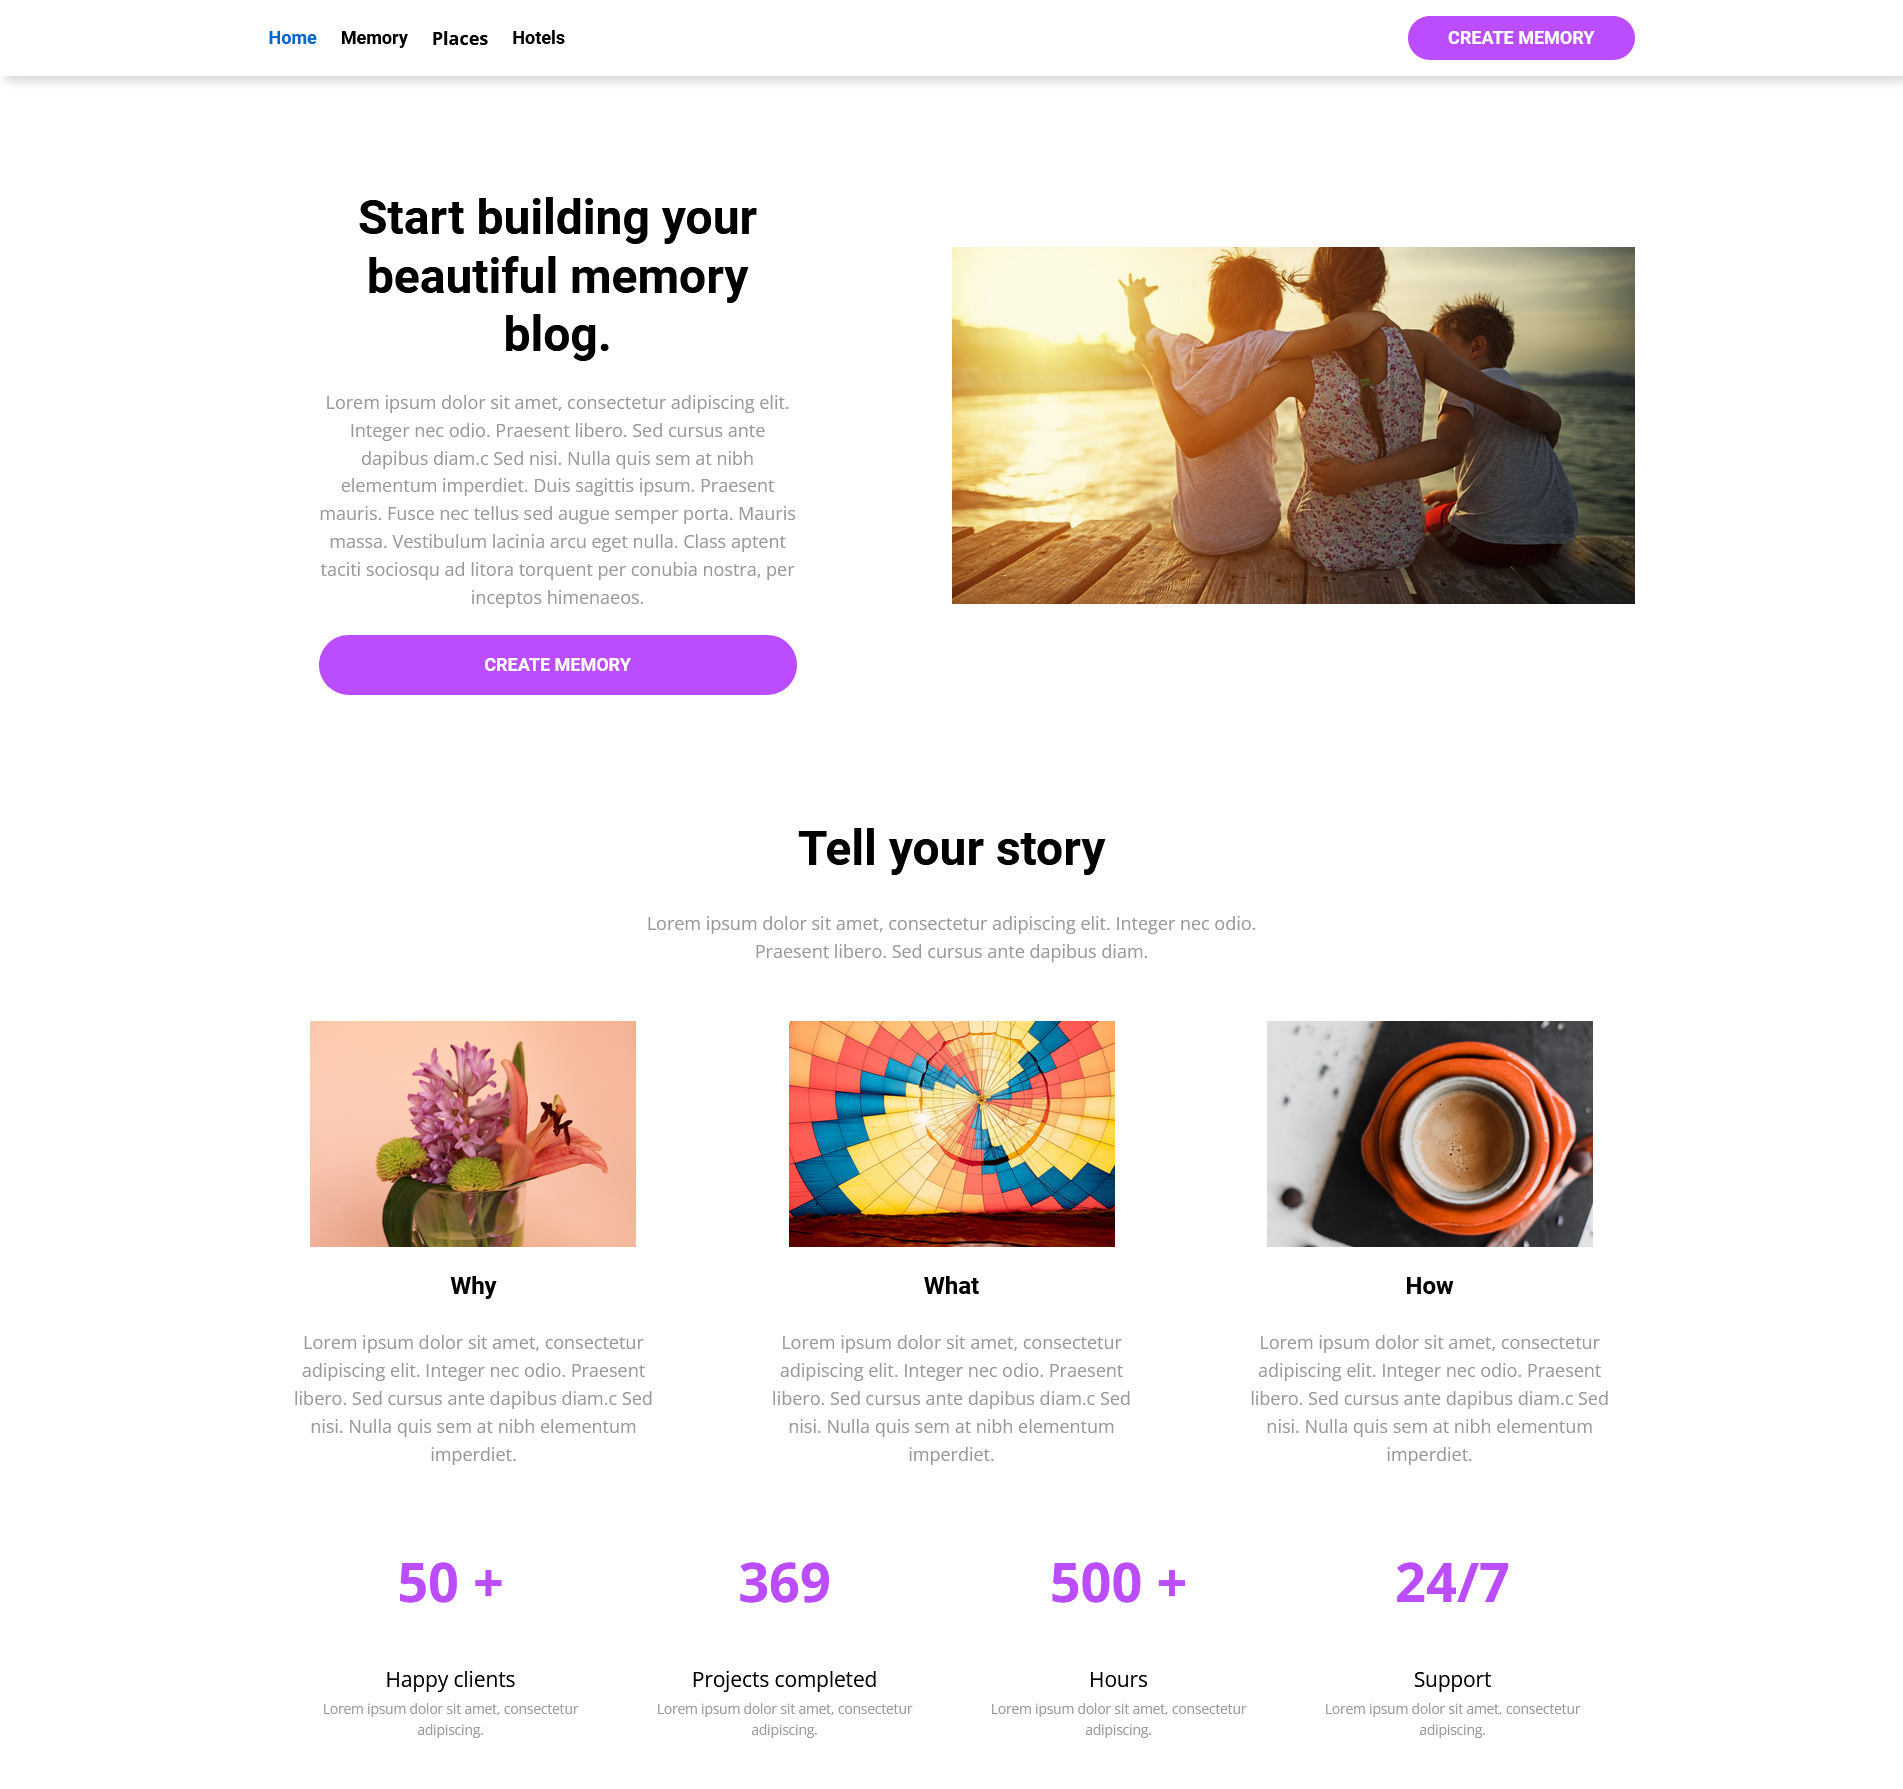 Home Memory Places Hotels CREATE MEMORY
Start building your
beautiful memory
blog.
Lorem ipsum dolor sit amet, consectetur adipiscing elit.
Integer nec odio. Praesent libero. Sed cursus ante
dapibus diam.c Sed nisi. Nulla quis sem at nibh
elementum imperdiet. Duis sagittis ipsum. Praesent
mauris. Fusce nec tellus sed augue semper porta. Mauris
massa. Vestibulum lacinia arcu eget nulla. Class aptent
taciti sociosqu ad litora torquent per conubia nostra, per
inceptos himenaeos.
CREATE MEMORY
Tell your story
Lorem ipsum dolor sit amet, consectetur adipiscing elit. Integer nec odio.
Praesent libero. Sed cursus ante dapibus diam.
Why
Lorem ipsum dolor sit amet, consectetur
adipiscing elit. Integer nec odio. Praesent
libero. Sed cursus ante dapibus diam.c Sed
nisi. Nulla quis sem at nibh elementum
imperdiet.
What
Lorem ipsum dolor sit amet, consectetur
adipiscing elit. Integer nec odio. Praesent
libero. Sed cursus ante dapibus diam.c Sed
nisi. Nulla quis sem at nibh elementum
imperdiet.
How
Lorem ipsum dolor sit amet, consectetur
adipiscing elit. Integer nec odio. Praesent
libero. Sed cursus ante dapibus diam.c Sed
nisi. Nulla quis sem at nibh elementum
imperdiet.
50 +
Happy clients
Lorem ipsum dolor sit amet, consectetur
adipiscing.
369
Projects completed
Lorem ipsum dolor sit amet, consectetur
adipiscing.
500 +
Hours
Lorem ipsum dolor sit amet, consectetur
adipiscing.
24/7
Support
Lorem ipsum dolor sit amet, consectetur
adipiscing.